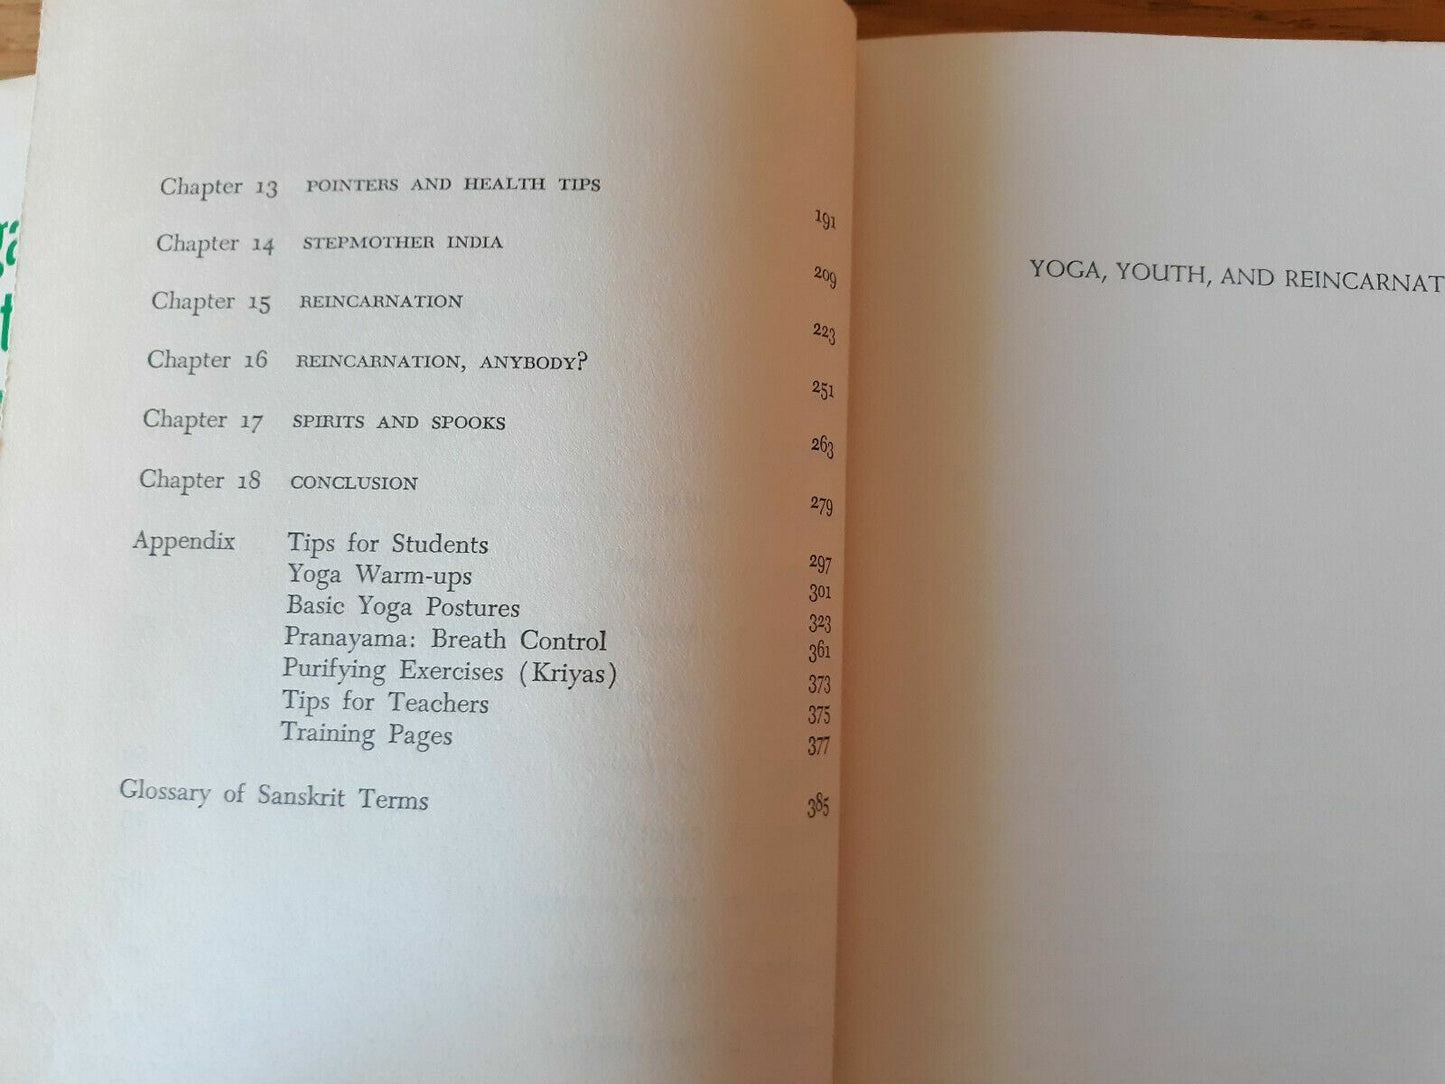 Chapter 13 POINTERS AND HEALTH TIPS 191
Chapter 14 STEPMOTHER INDIA 209
Chapter 15 REINCARNATION 223
Chapter 16 REINCARNATION, ANYBODY? 251
Chapter 17 SPIRITS AND SPOOKS 263
Chapter 18 CONCLUSION 279
Appendix Tips for Students 297
Yoga Warm-ups 301
Basic Yoga Postures 323
Pranayama: Breath Control 361
Purifying Exercises (Kriyas) 373
Tips for Teachers 375
Training Pages 377
Glossary of Sanskrit Terms 385
YOGA, YOUTH, AND REINCARNAT